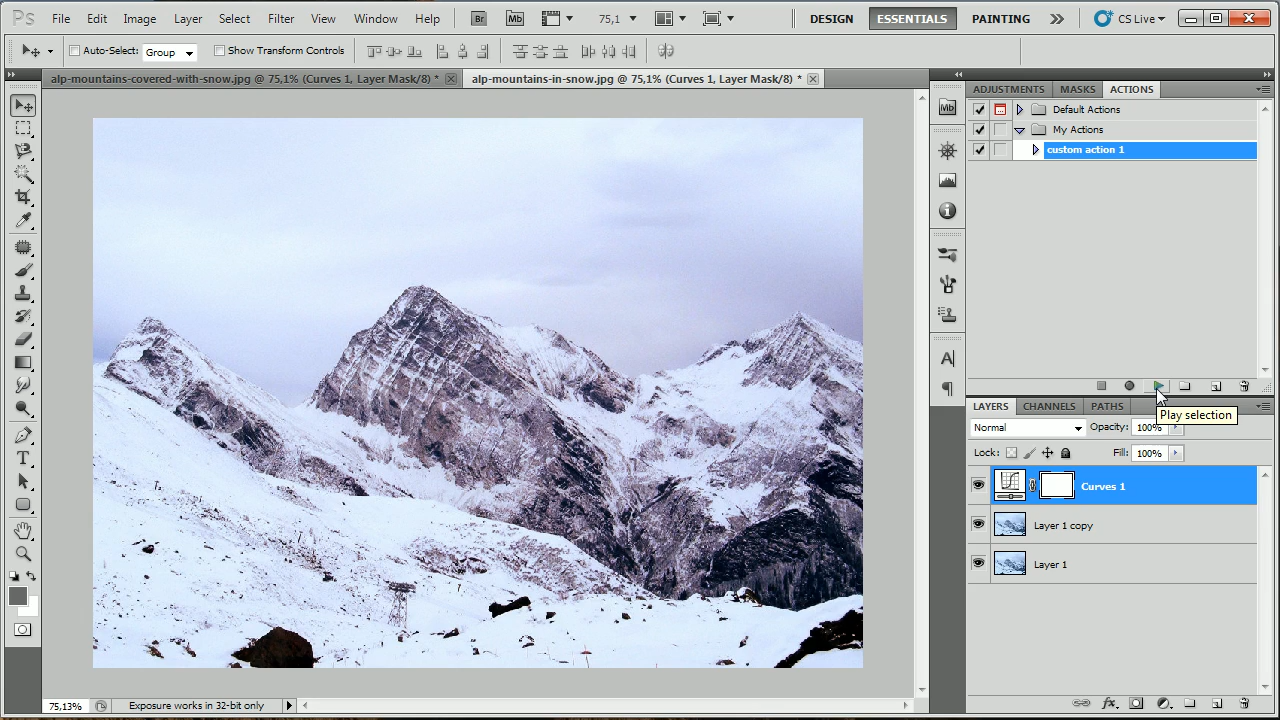 Ps File Edit Image Layer Select Filter View Window Help Br Mb 75,1 DESIGN ESSENTIALS PAINTING CS Live
Auto-Select: Group Show Transform Controls
alp-mountains-covered-with-snow.jpg @ 75,1% (Curves 1, Layer Mask/8) * alp-mountains-in-snow.jpg @ 75,1% (Curves 1, Layer Mask/8) *
ADJUSTMENTS MASKS ACTIONS
Mb
Default Actions
My Actions
custom action 1
Play selection
LAYERS CHANNELS PATHS
Normal Opacity: 100%
Lock: Fill: 100%
Curves 1
Layer 1 copy
Layer 1
75,13% Exposure works in 32-bit only